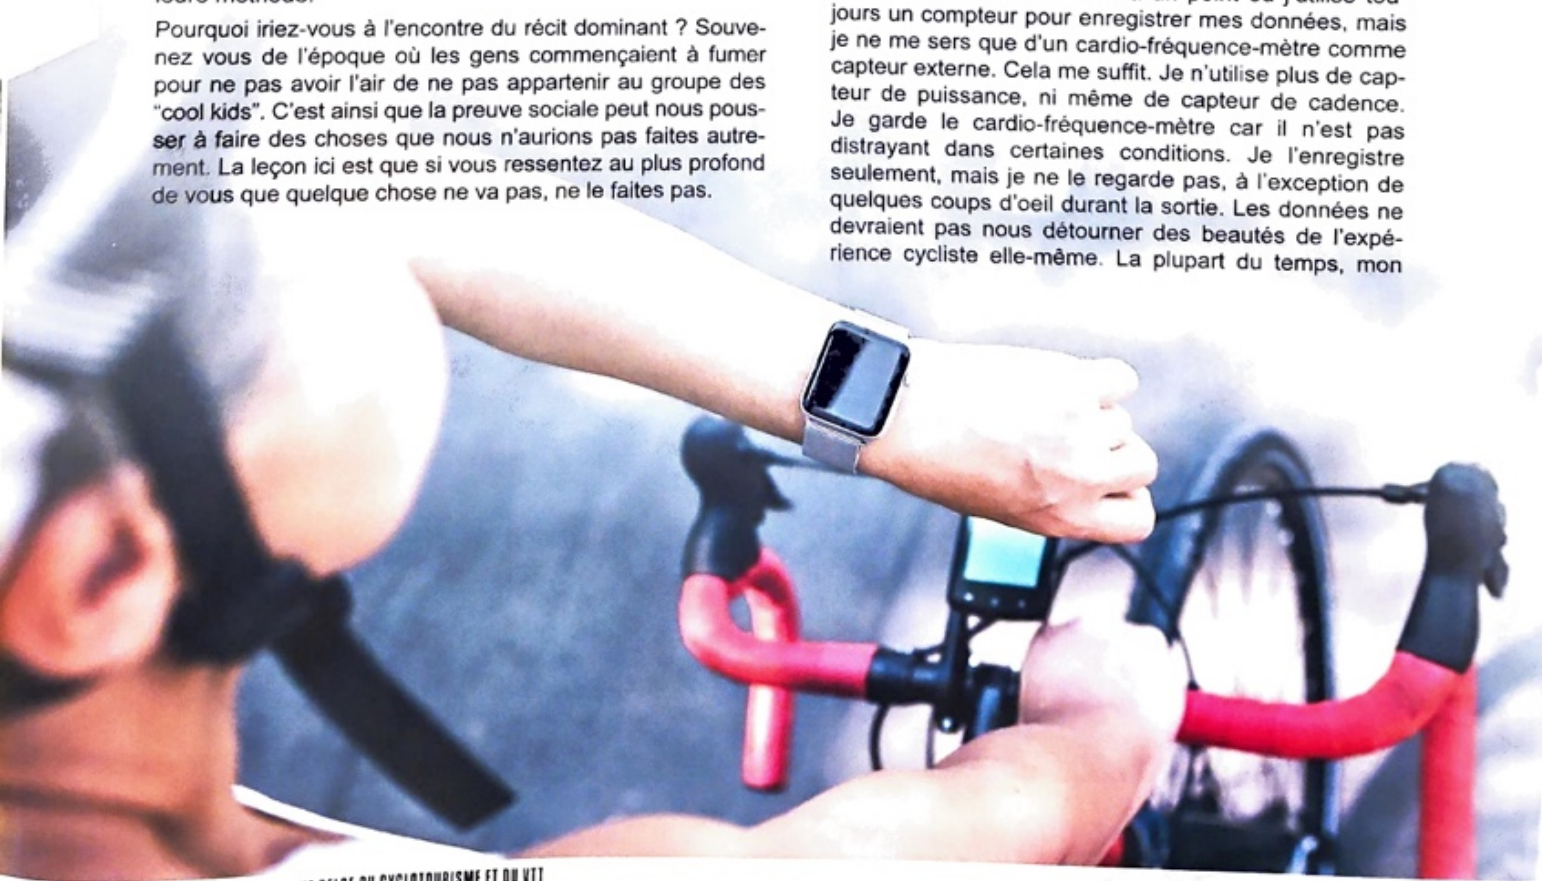 Pourquoi iriez-vous à l'encontre du récit dominant ? Souve-
nez vous de l'époque où les gens commençaient à fumer
pour ne pas avoir l'air de ne pas appartenir au groupe des
“cool kids”. C'est ainsi que la preuve sociale peut nous pous-
ser à faire des choses que nous n'aurions pas faites autre-
ment. La leçon ici est que si vous ressentez au plus profond
de vous que quelque chose ne va pas, ne le faites pas.
jours un compteur pour enregistrer mes données, mais
je ne me sers que d'un cardio-fréquence-mètre comme
capteur externe. Cela me suffit. Je n'utilise plus de cap-
teur de puissance, ni même de capteur de cadence.
Je garde le cardio-fréquence-mètre car il n'est pas
distrayant dans certaines conditions. Je l'enregistre
seulement, mais je ne le regarde pas, à l'exception de
quelques coups d'oeil durant la sortie. Les données ne
devraient pas nous détourner des beautés de l'expé-
rience cycliste elle-même. La plupart du temps, mon
DU CYCLOTOURISME ET DU VTT